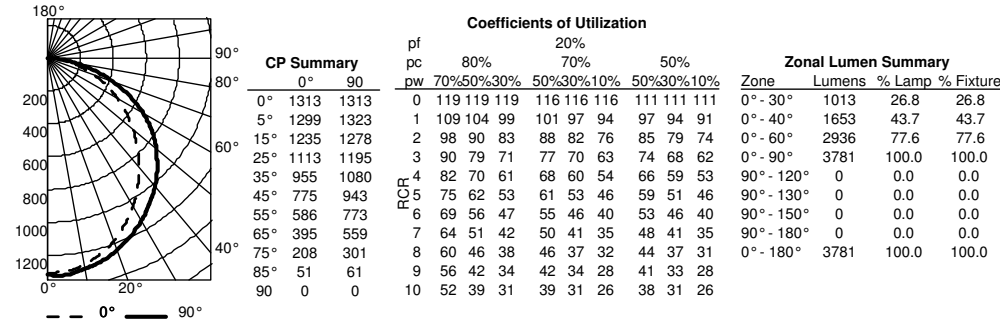 180°
90°
80°
60°
40°
200
400
600
800
1000
1200
0° 20°
0° 90°
CP Summary
0° 90
0° 1313 1313
5° 1299 1323
15° 1235 1278
25° 1113 1195
35° 955 1080
45° 775 943
55° 586 773
65° 395 559
75° 208 301
85° 51 61
90 0 0
Coefficients of Utilization
pf 20%
pc 80% 70% 50%
pw 70%50%30% 50%30%10% 50%30%10%
RCR
0 119 119 119 116 116 116 111 111 111
1 109 104 99 101 97 94 97 94 91
2 98 90 83 88 82 76 85 79 74
3 90 79 71 77 70 63 74 68 62
4 82 70 61 68 60 54 66 59 53
5 75 62 53 61 53 46 59 51 46
6 69 56 47 55 46 40 53 46 40
7 64 51 42 50 41 35 48 41 35
8 60 46 38 46 37 32 44 37 31
9 56 42 34 42 34 28 41 33 28
10 52 39 31 39 31 26 38 31 26
Zonal Lumen Summary
Zone Lumens % Lamp % Fixture
0°- 30° 1013 26.8 26.8
0°- 40° 1653 43.7 43.7
0°- 60° 2936 77.6 77.6
0°- 90° 3781 100.0 100.0
90°- 120° 0 0.0 0.0
90°- 130° 0 0.0 0.0
90°- 150° 0 0.0 0.0
90°- 180° 0 0.0 0.0
0°- 180° 3781 100.0 100.0